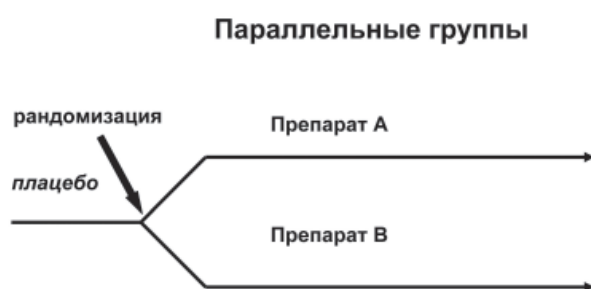 Параллельные группы
рандомизация
Препарат А
плацебо
Препарат В